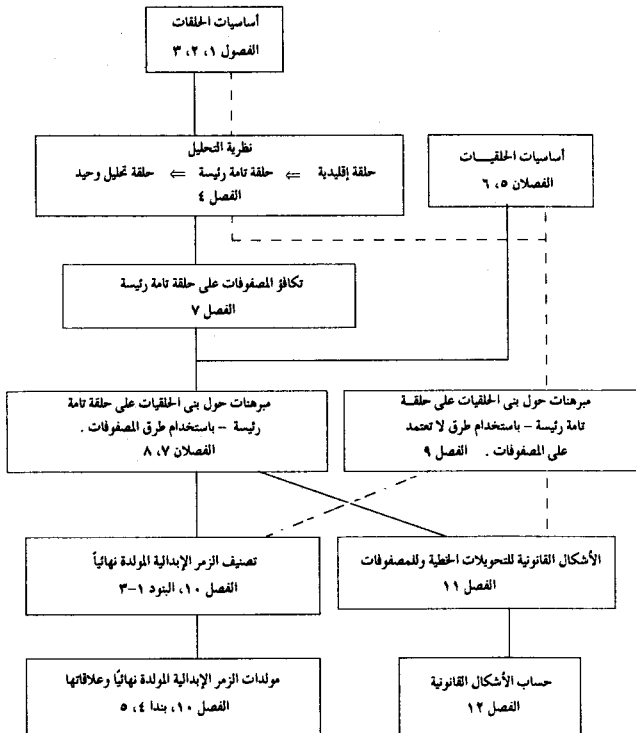 أساسيات الحلقات
الفصول ١، ٢، ٣
نظرية التحليل
حلقة إقليدية ⇐ حلقة تامة رئيسة ⇐ حلقة تحليل وحيد
الفصل ٤
أساسيات الحلقيــات
الفصلان ٥، ٦
تكافؤ المصفوفات على حلقة تامة رئيسة
الفصل ٧
مبرهنات حول بنى الحلقيات على حلقة تامة
رئيسة – باستخدام طرق المصفوفات .
الفصلان ٧، ٨
مبرهنات حول بنى الحلقيات على حلقــة
تامة رئيسة – باستخدام طرق لا تعتمد
على المصفوفات . الفصل ٩
تصنيف الزمر الإبدالية المولدة نهائياً
الفصل ١٠، البنود ١–٣
الأشكال القانونية للتحويلات الخطية وللمصفوفات
الفصل ١١
مولدات الزمر الإبدالية المولدة نهائيًا وعلاقاتها
الفصل ١٠، بندا ٤، ٥
حساب الأشكال القانونية
الفصل ١٢